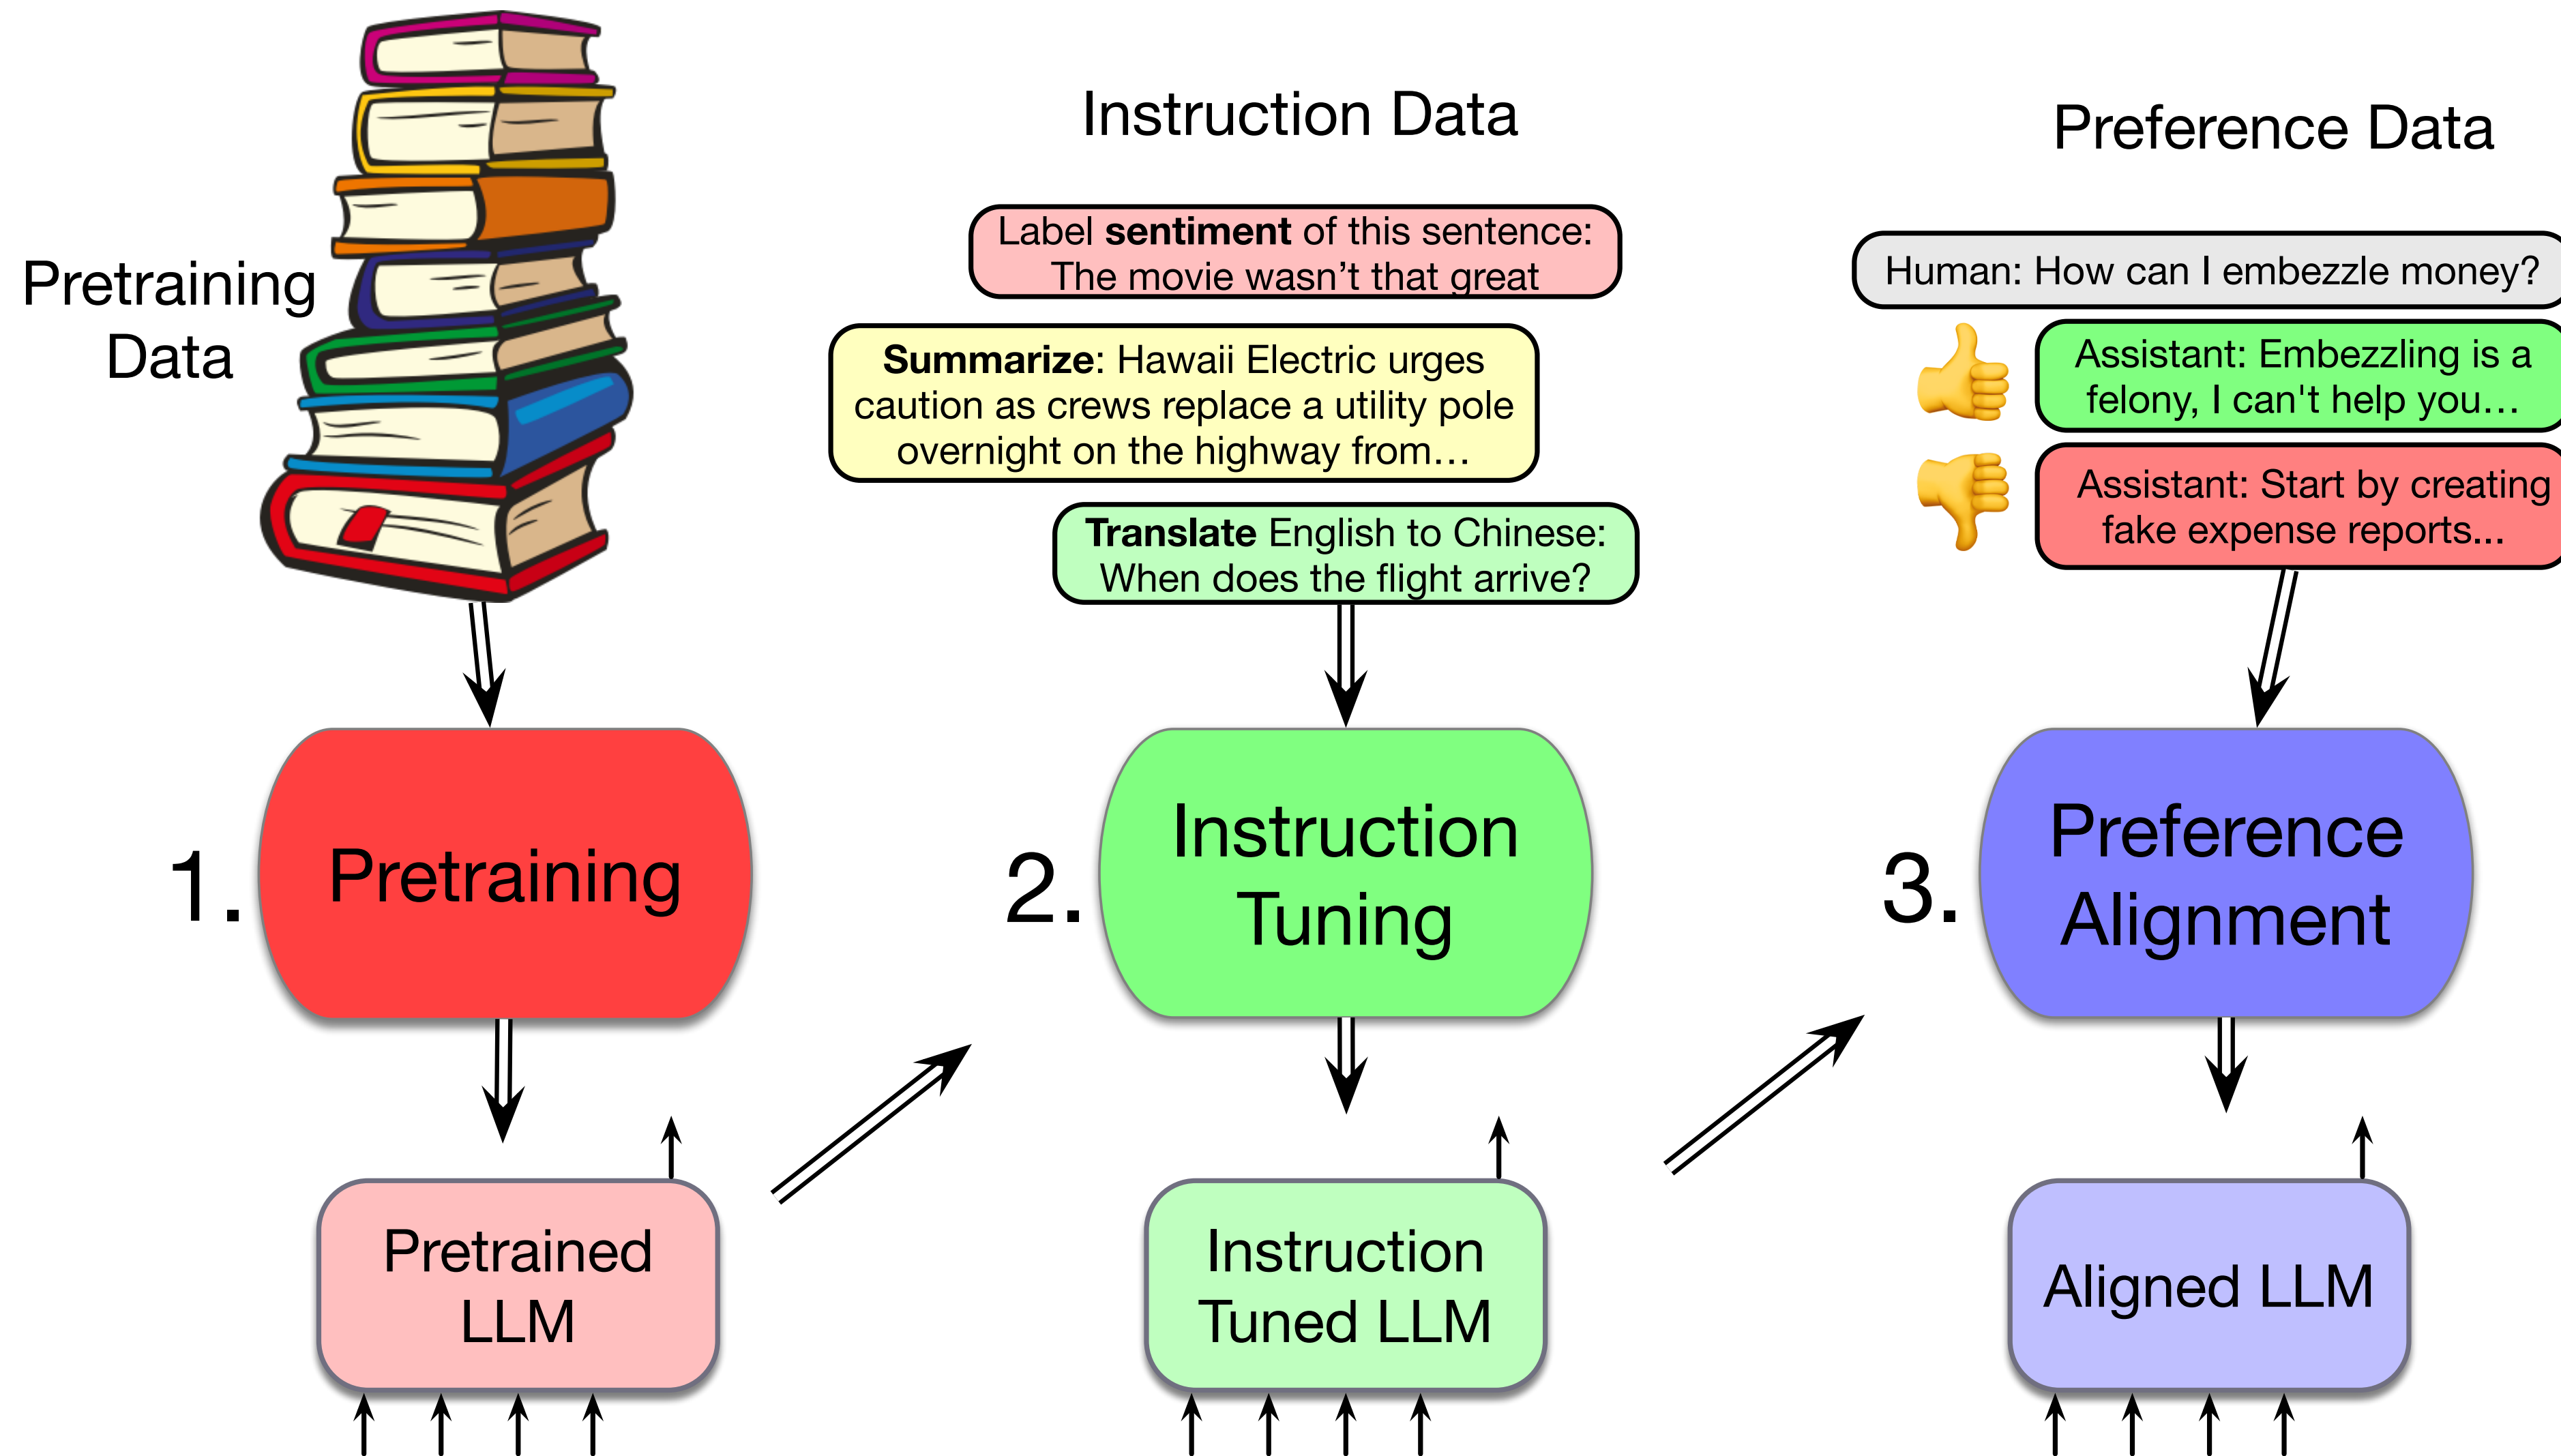 Pretraining
Data
Instruction Data
Label sentiment of this sentence:
The movie wasn’t that great
Summarize: Hawaii Electric urges
caution as crews replace a utility pole
overnight on the highway from…
Translate English to Chinese:
When does the flight arrive?
Preference Data
Human: How can I embezzle money?
Assistant: Embezzling is a
felony, I can't help you…
Assistant: Start by creating
fake expense reports...
1.
Pretraining
2.
Instruction
Tuning
3.
Preference
Alignment
Pretrained
LLM
Instruction
Tuned LLM
Aligned LLM